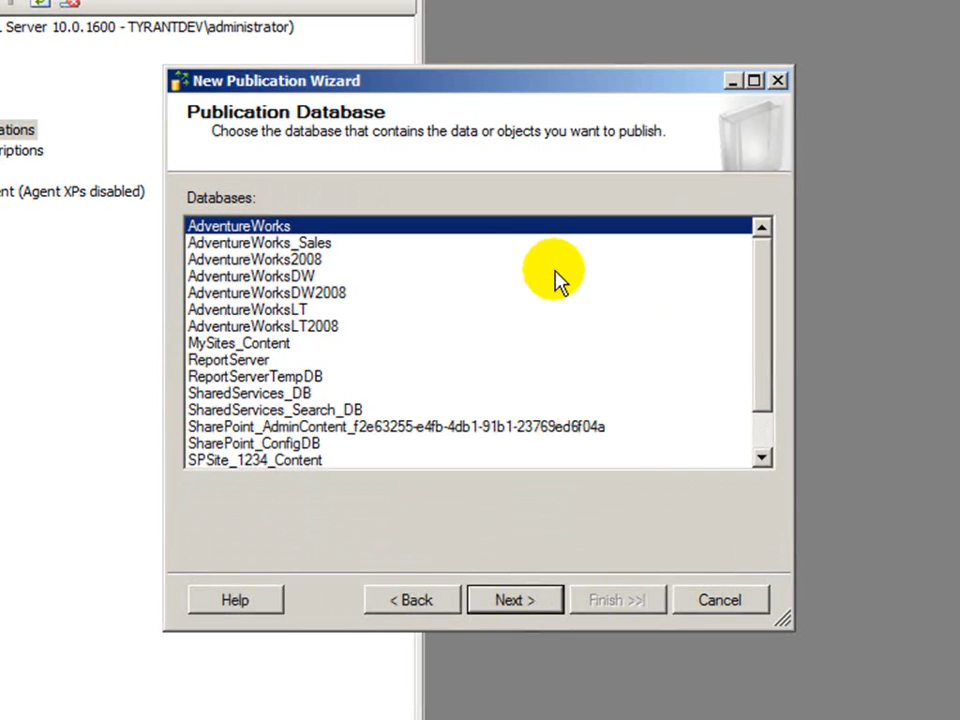 Server 10.0.1600 - TYRANTDEV\administrator)
New Publication Wizard
Publication Database
Choose the database that contains the data or objects you want to publish.
ations
riptions
nt (Agent XPs disabled)
Databases:
AdventureWorks
AdventureWorks_Sales
AdventureWorks2008
AdventureWorksDW
AdventureWorksDW2008
AdventureWorksLT
AdventureWorksLT2008
MySites_Content
ReportServer
ReportServerTempDB
SharedServices_DB
SharedServices_Search_DB
SharePoint_AdminContent_f2e63255-e4fb-4db1-91b1-23769ed6f04a
SharePoint_ConfigDB
SPSite_1234_Content
Help
< Back
Next >
Finish >>|
Cancel